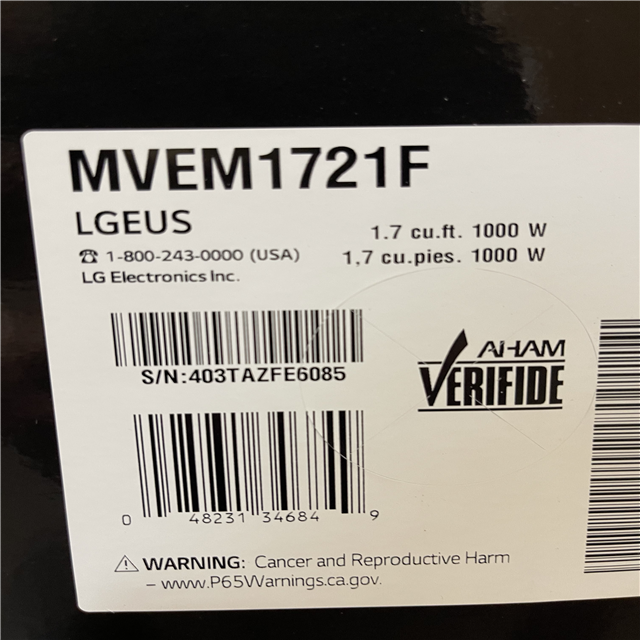 MVEM1721F
LGEUS
1.7 cu.ft. 1000 W
☎ 1-800-243-0000 (USA)
1,7 cu.pies. 1000 W
LG Electronics Inc.
S/N:403TAZFE6085
AHAM
VERIFIDE
0 48231 34684 9
⚠ WARNING: Cancer and Reproductive Harm
– www.P65Warnings.ca.gov.